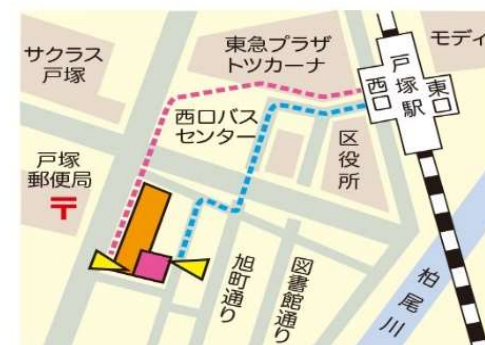 サクラス
戸塚
東急プラザ
トツカーナ
モディ
戸塚駅
西口
東口
西口バス
センター
区役所
戸塚
郵便局
〒
旭町通り
図書館通り
柏尾川